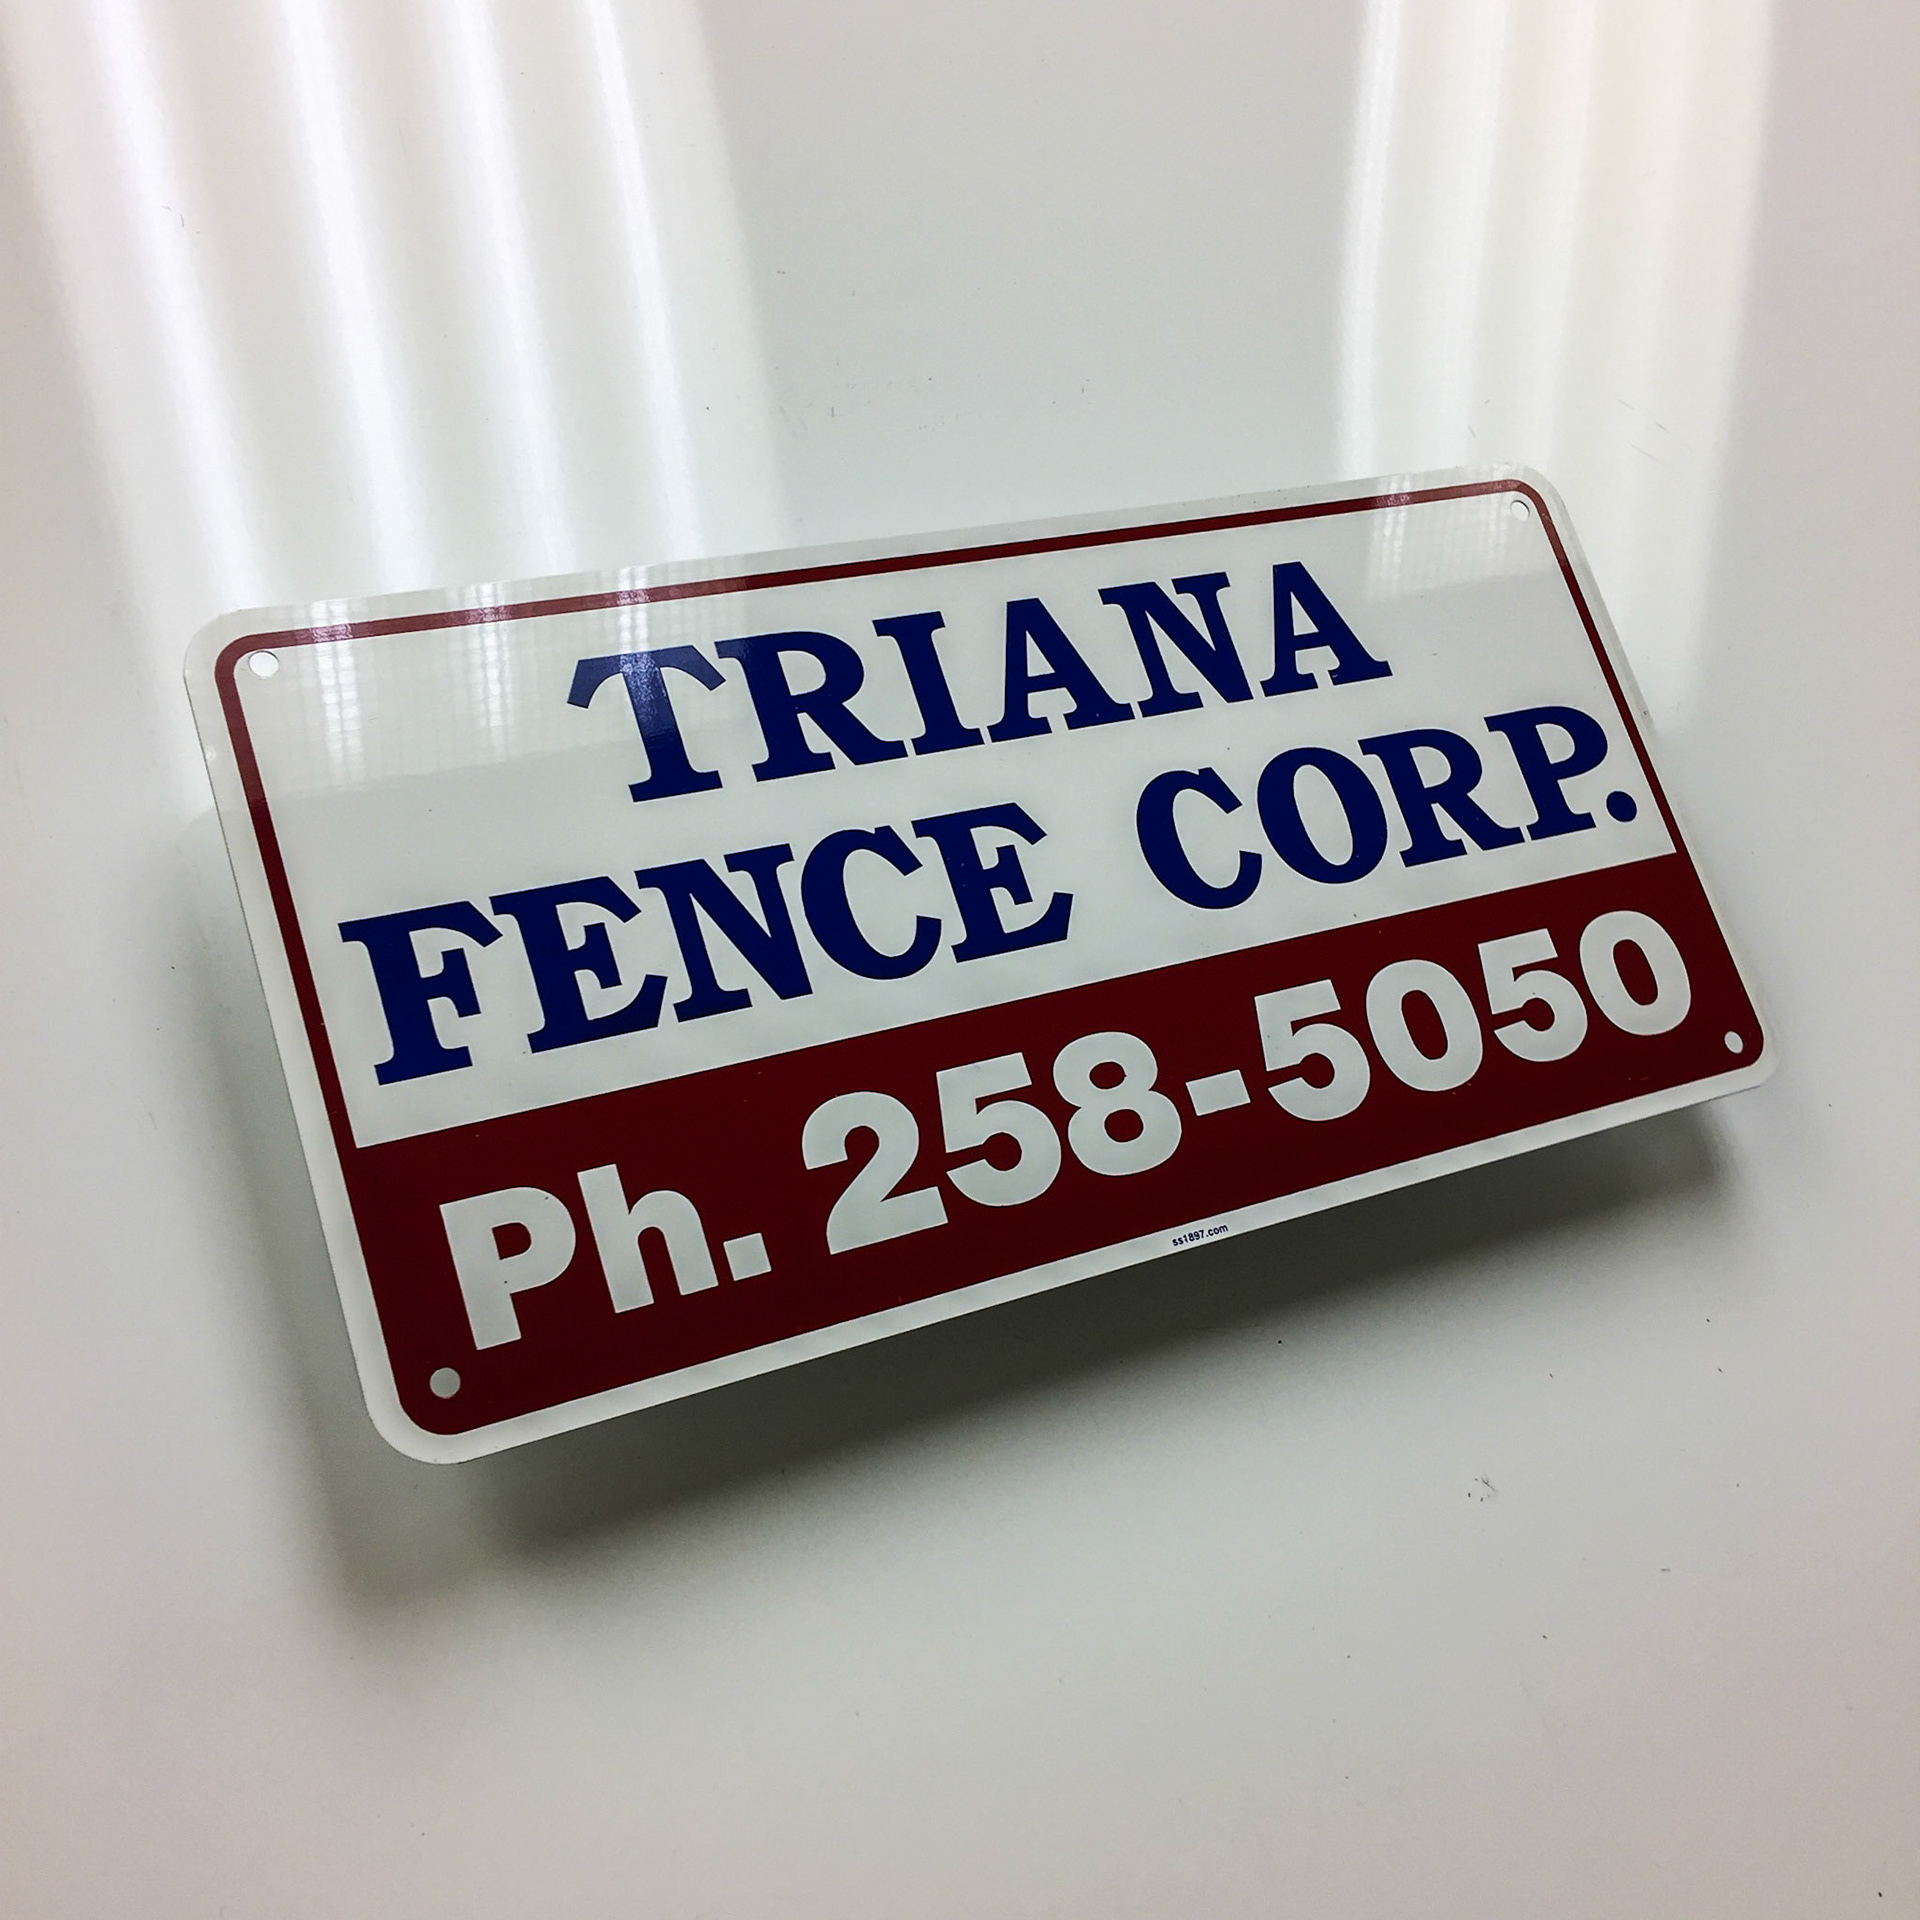 TRIANA
FENCE CORP.
Ph. 258-5050
ss1897.com